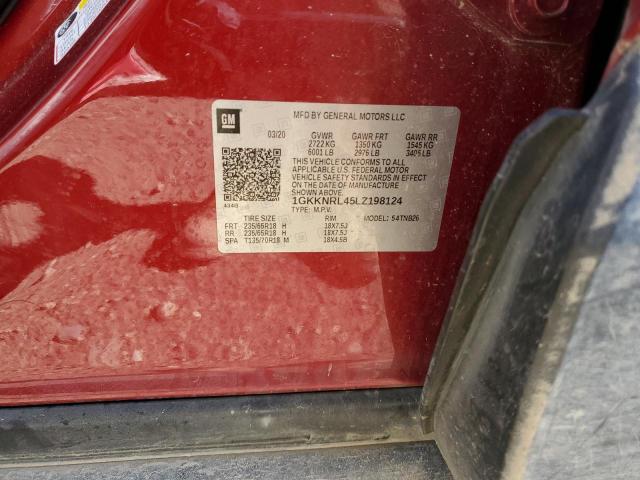 GM
MFD BY GENERAL MOTORS LLC
03/20 GVWR GAWR FRT GAWR RR
2722 KG 1350 KG 1545 KG
6001 LB 2976 LB 3405 LB
THIS VEHICLE CONFORMS TO ALL
APPLICABLE U.S. FEDERAL MOTOR
VEHICLE SAFETY STANDARDS
IN EFFECT ON THE DATE OF
MANUFACTURE SHOWN ABOVE.
1GKKNRL45LZ198124
TYPE: M.P.V. MODEL: 54TNB26
TIRE SIZE RIM
FRT 235/65R18 H 18X7.5J
RR 235/65R18 H 18X7.5J
SPA T135/70R18 M 18X4.5B